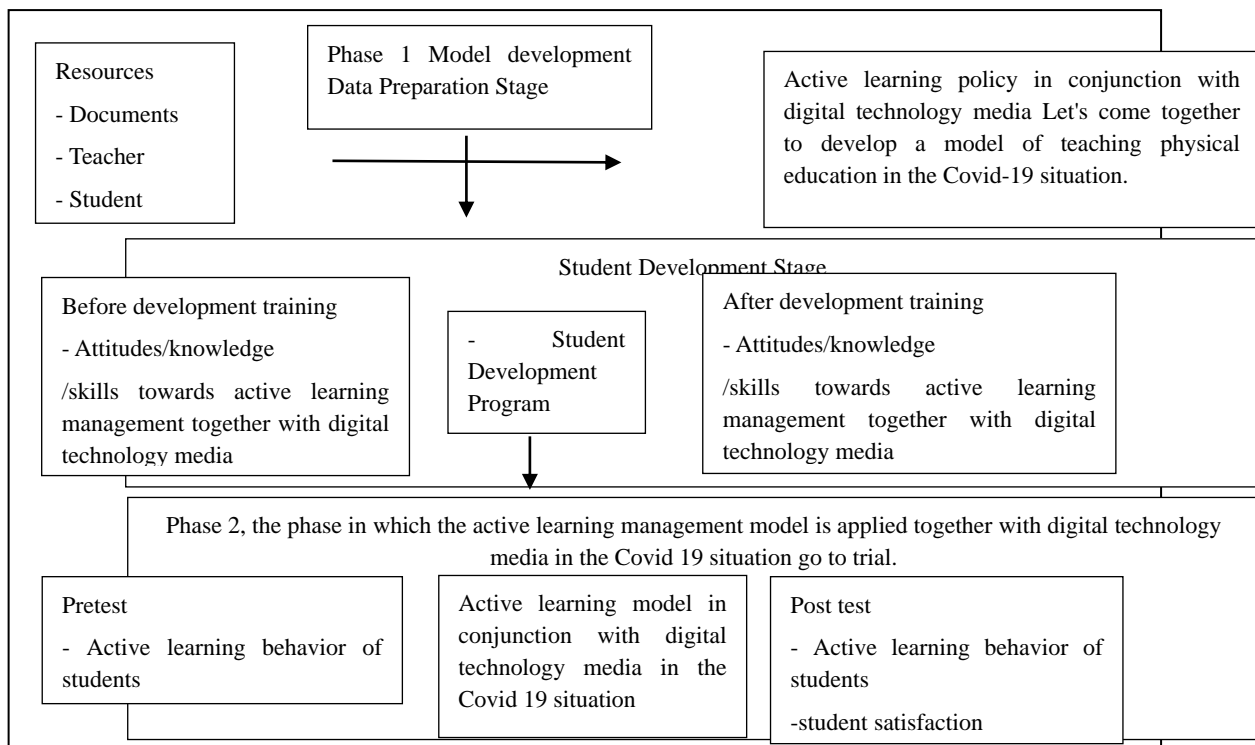 Resources
- Documents
- Teacher
- Student
Phase 1 Model development
Data Preparation Stage
Active learning policy in conjunction with
digital technology media Let's come together
to develop a model of teaching physical
education in the Covid-19 situation.
Student Development Stage
Before development training
- Attitudes/knowledge
/skills towards active learning
management together with digital
technology media
- Student
Development
Program
After development training
- Attitudes/knowledge
/skills towards active learning
management together with digital
technology media
Phase 2, the phase in which the active learning management model is applied together with digital technology
media in the Covid 19 situation go to trial.
Pretest
- Active learning behavior of
students
Active learning model in
conjunction with digital
technology media in the
Covid 19 situation
Post test
- Active learning behavior of
students
-student satisfaction